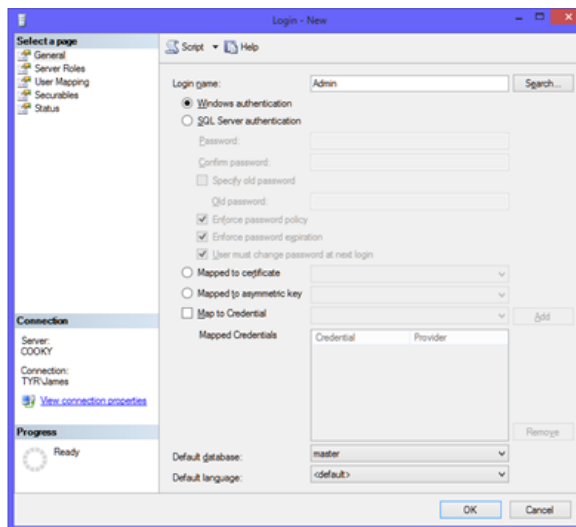 Login - New
Select a page
General
Server Roles
User Mapping
Securables
Status
Script
Help
Login name:
Admin
Search...
Windows authentication
SQL Server authentication
Password:
Confirm password:
Specify old password
Old password:
Enforce password policy
Enforce password expiration
User must change password at next login
Mapped to certificate
Mapped to asymmetric key
Map to Credential
Add
Mapped Credentials
Credential Provider
Remove
Default database:
master
Default language:
<default>
Connection
Server:
COOKY
Connection:
TYR\James
View connection properties
Progress
Ready
OK
Cancel